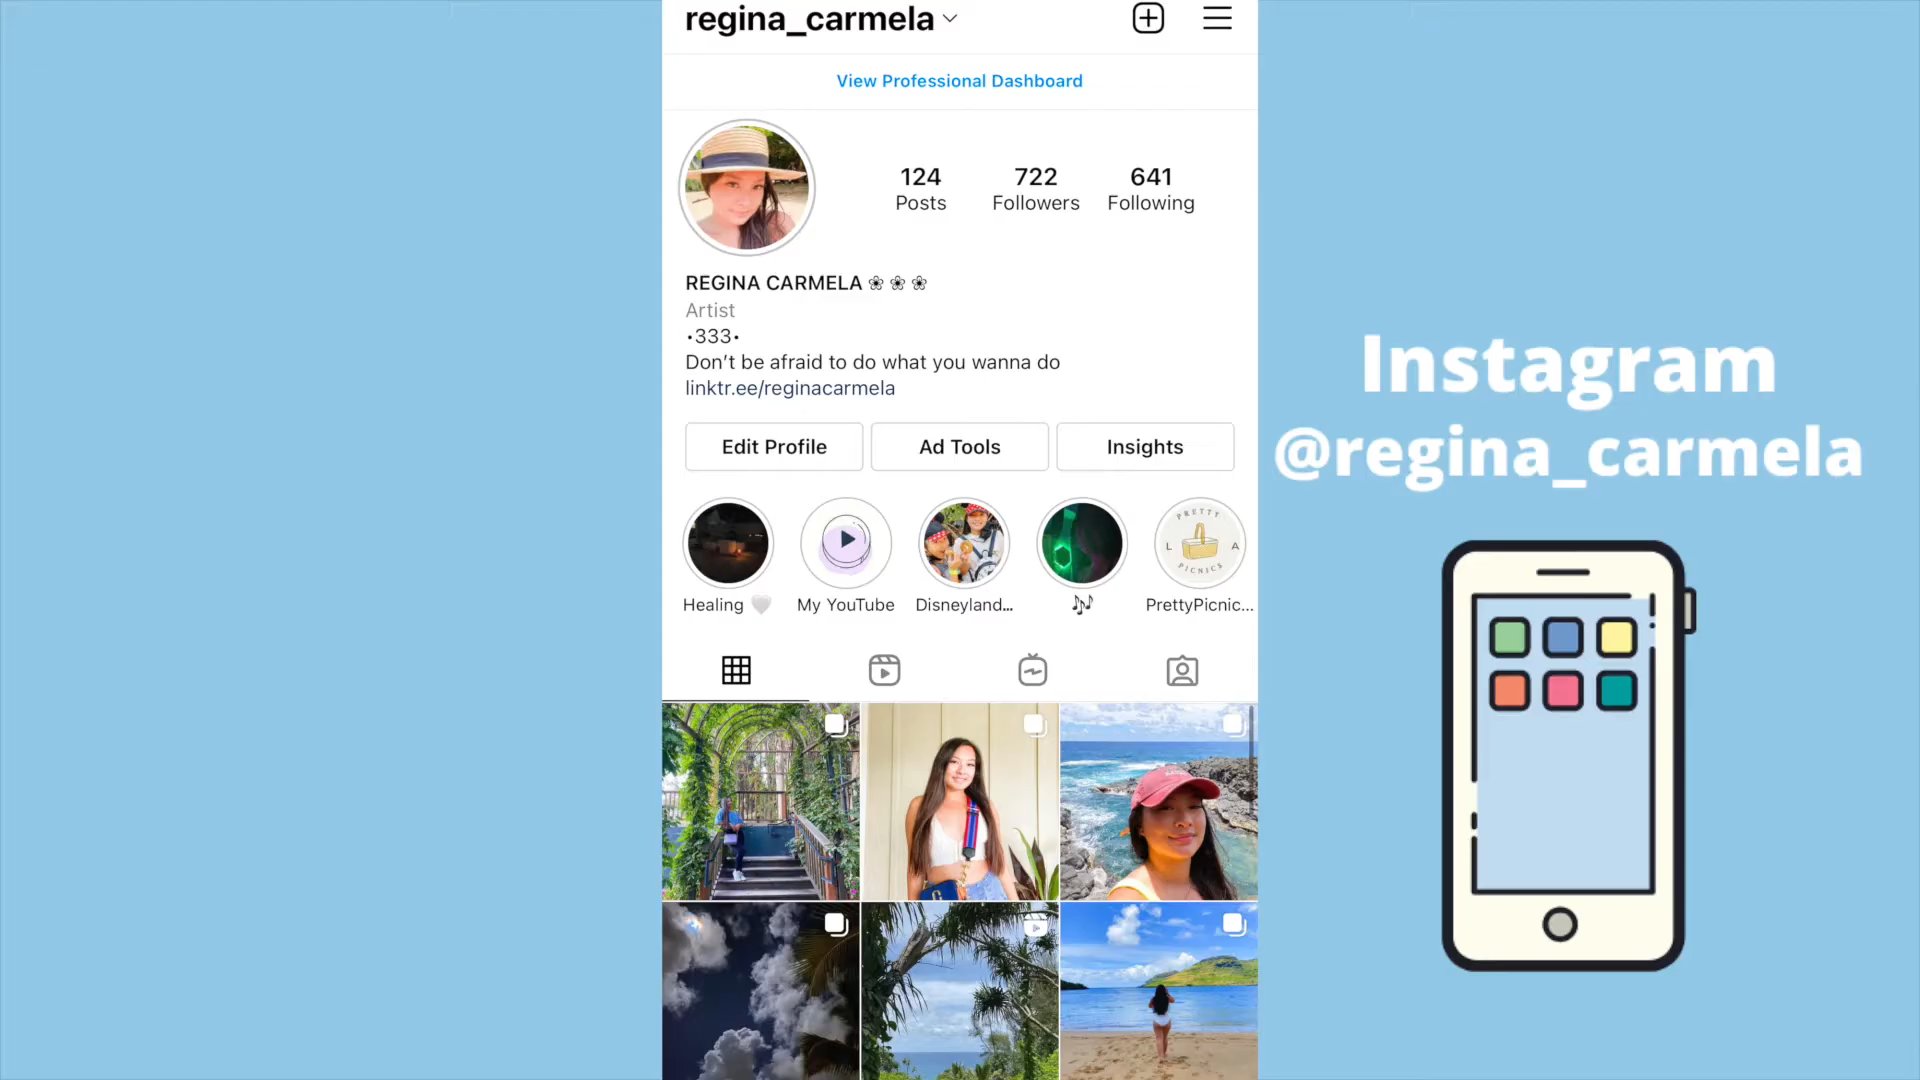 regina_carmela
View Professional Dashboard
124
Posts
722
Followers
641
Following
REGINA CARMELA ❀ ❀ ❀
Artist
•333•
Don’t be afraid to do what you wanna do
linktr.ee/reginacarmela
Edit Profile
Ad Tools
Insights
PRETTY
L A
PICNICS
Healing 🤍
My YouTube
Disneyland...
🎶
PrettyPicnic...
Instagram
@regina_carmela